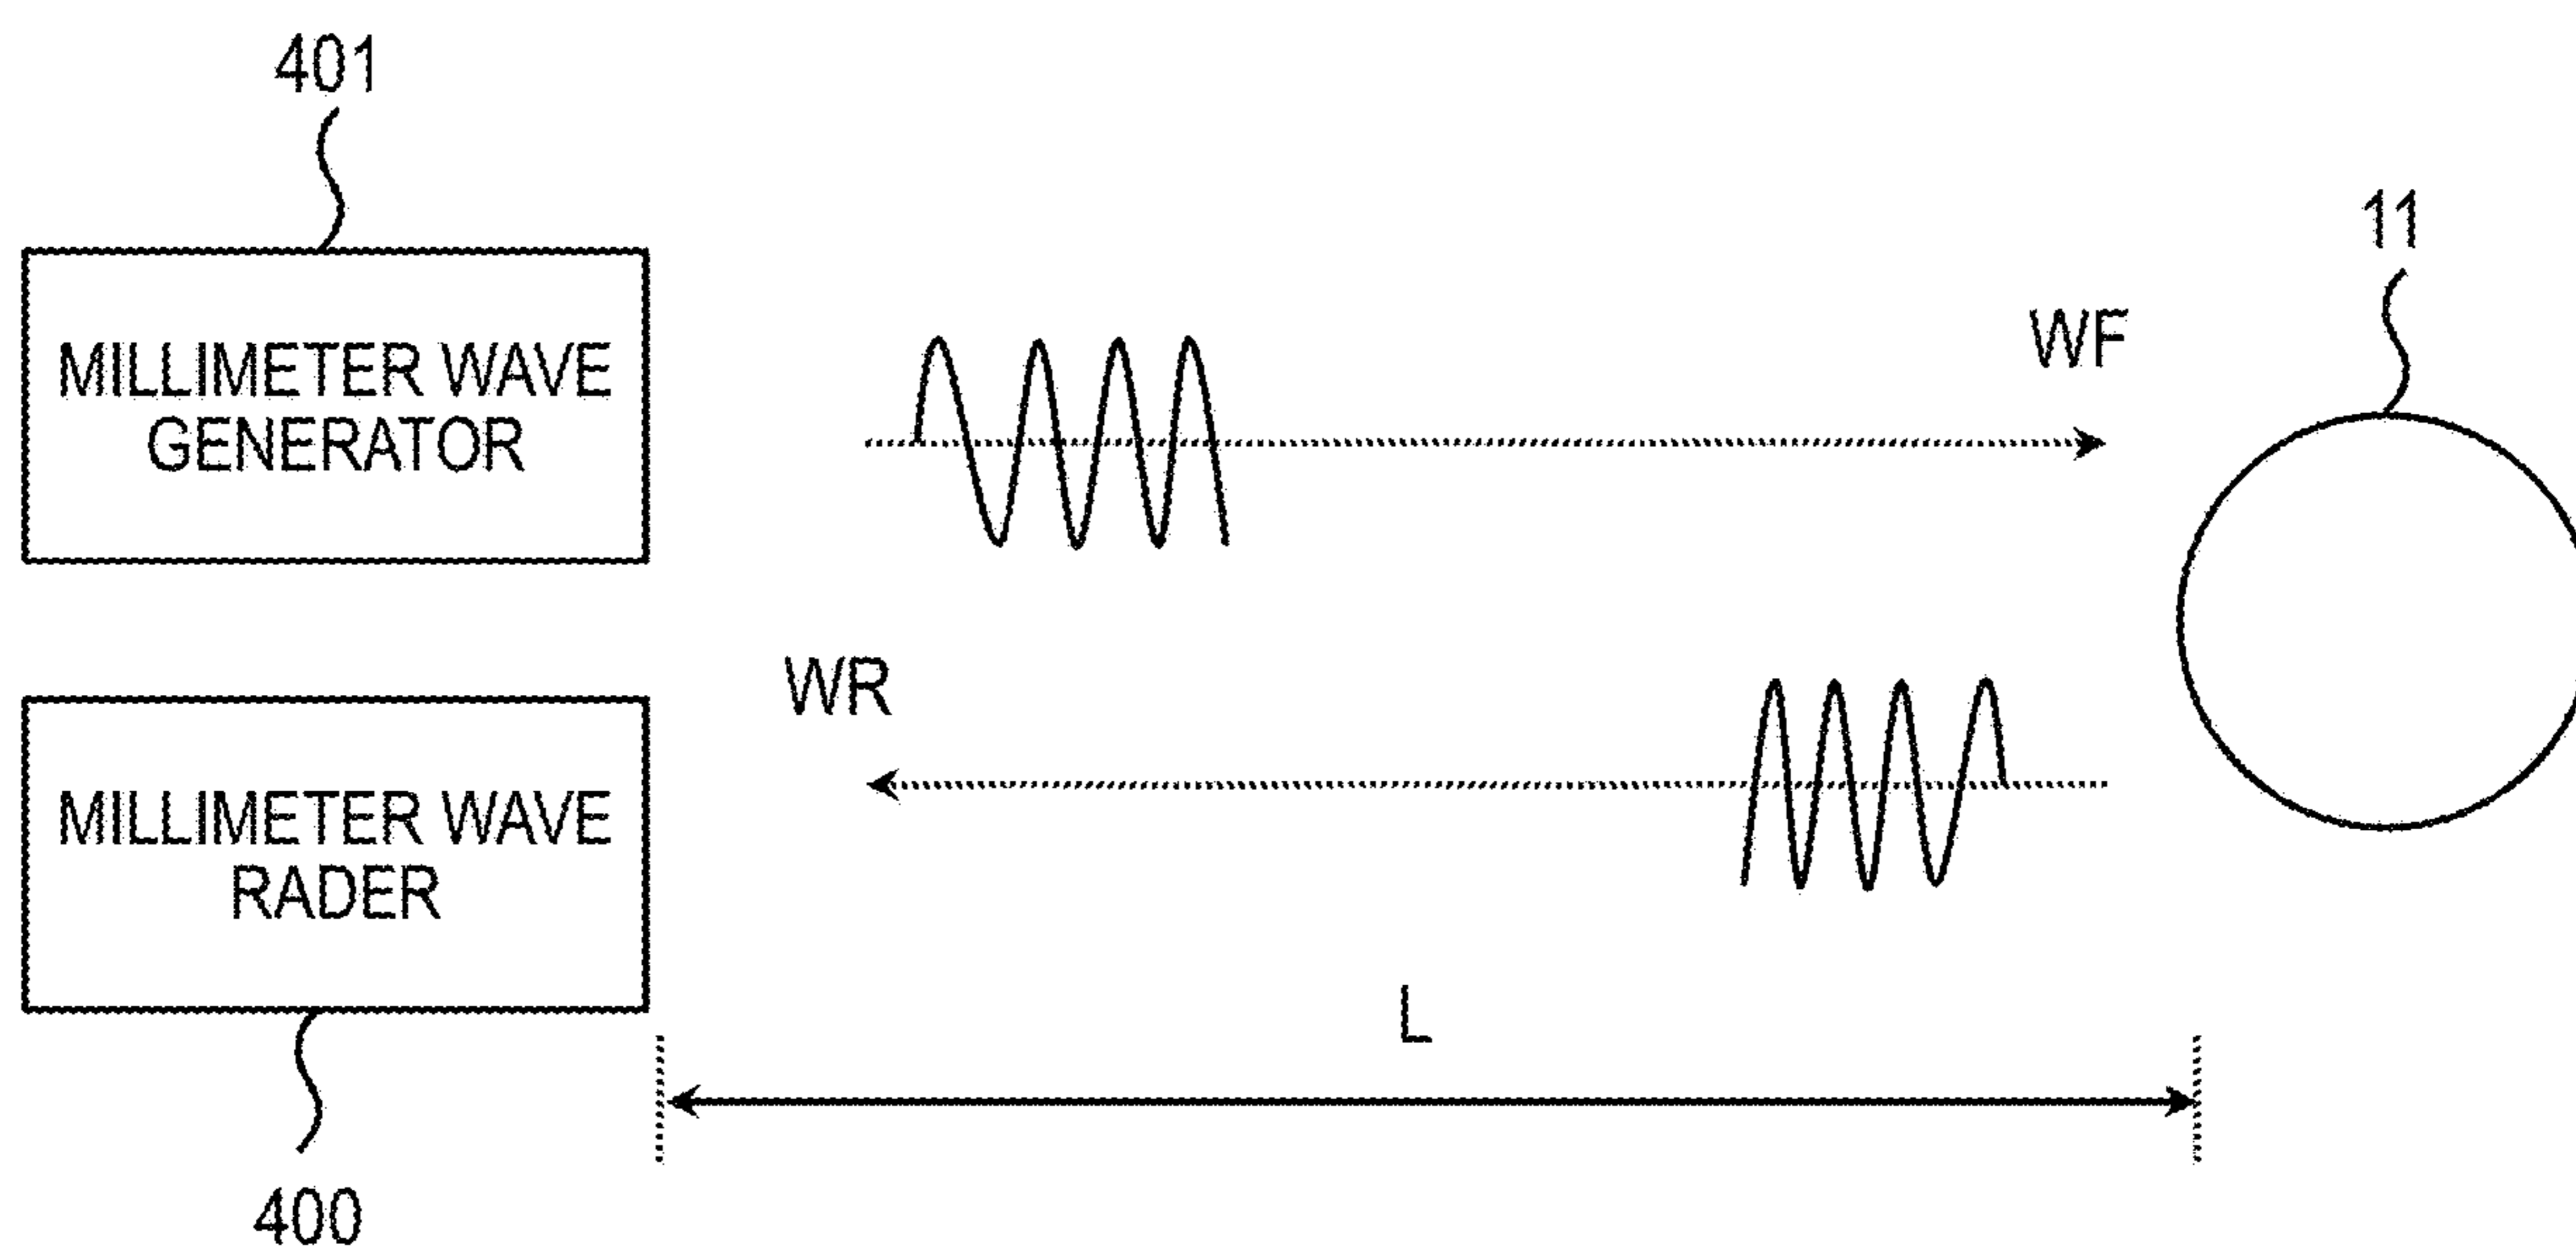 401
11
MILLIMETER WAVE
GENERATOR
WF
WR
MILLIMETER WAVE
RADER
L
400